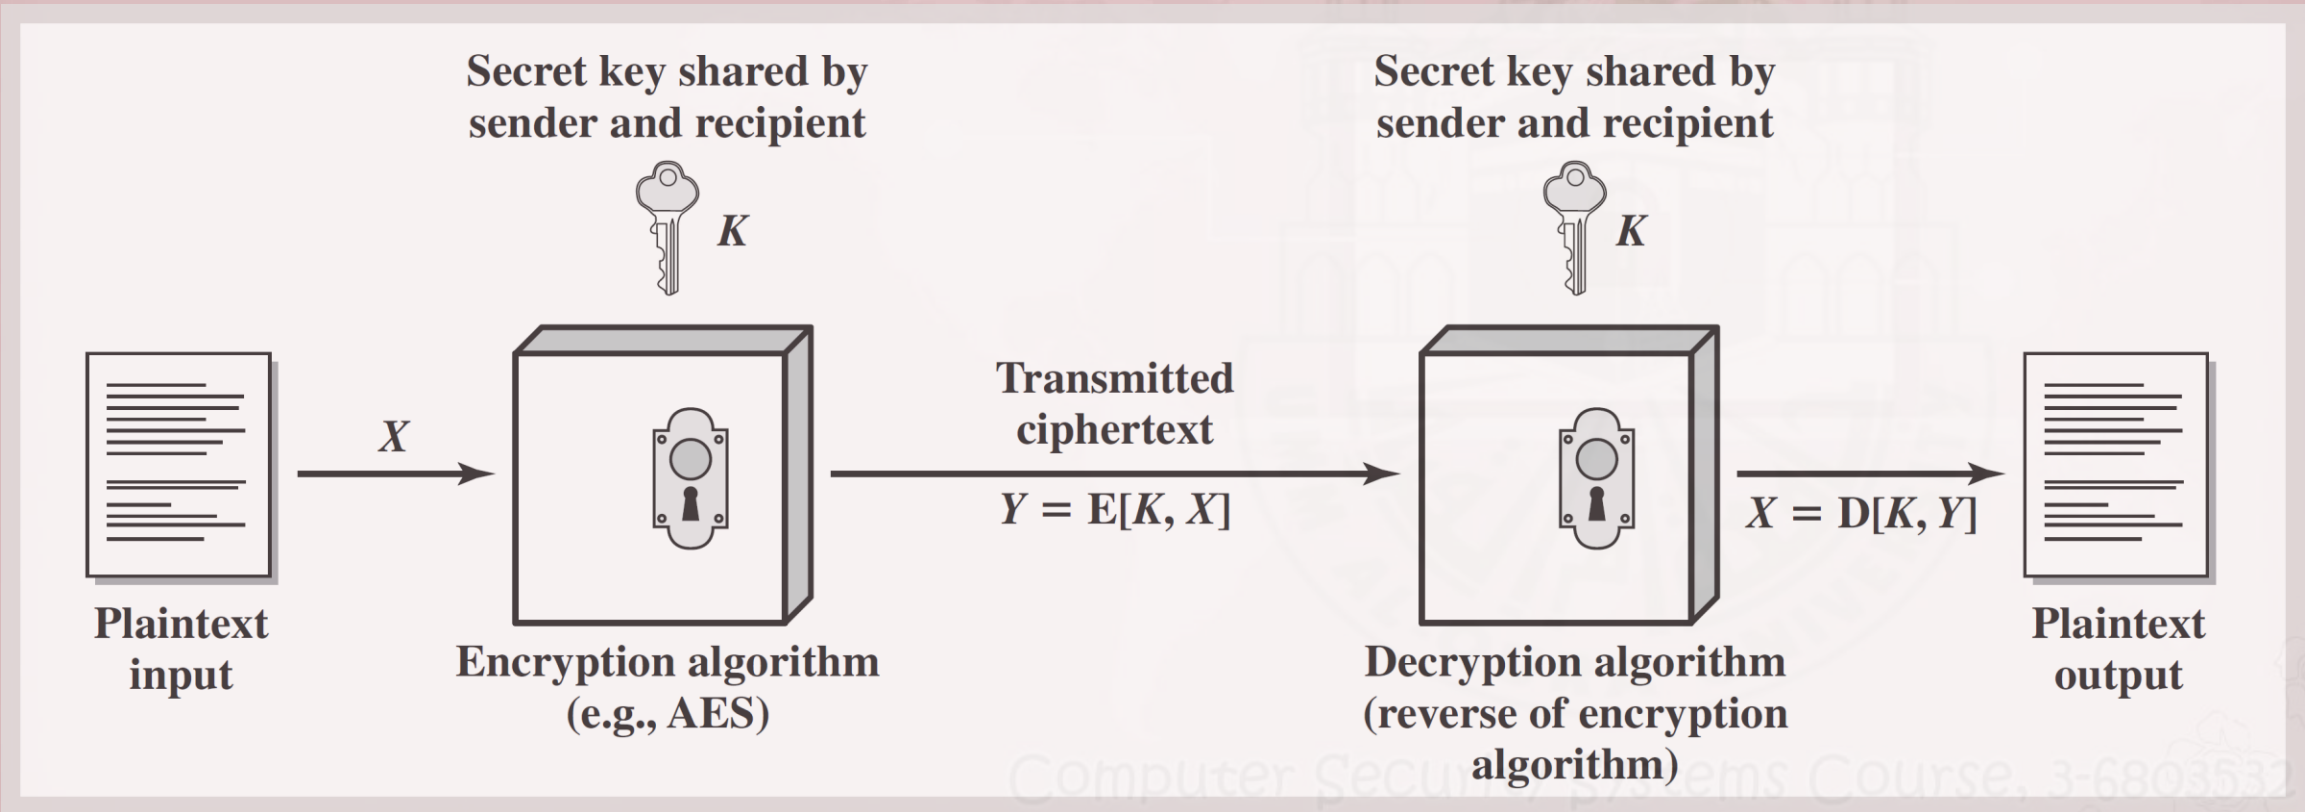 Secret key shared by
sender and recipient
K
Secret key shared by
sender and recipient
K
X
Transmitted
ciphertext
Y = E[K, X]
X = D[K, Y]
Plaintext
input
Encryption algorithm
(e.g., AES)
Decryption algorithm
(reverse of encryption
algorithm)
Plaintext
output
Computer Security Systems Course, 3-6803532